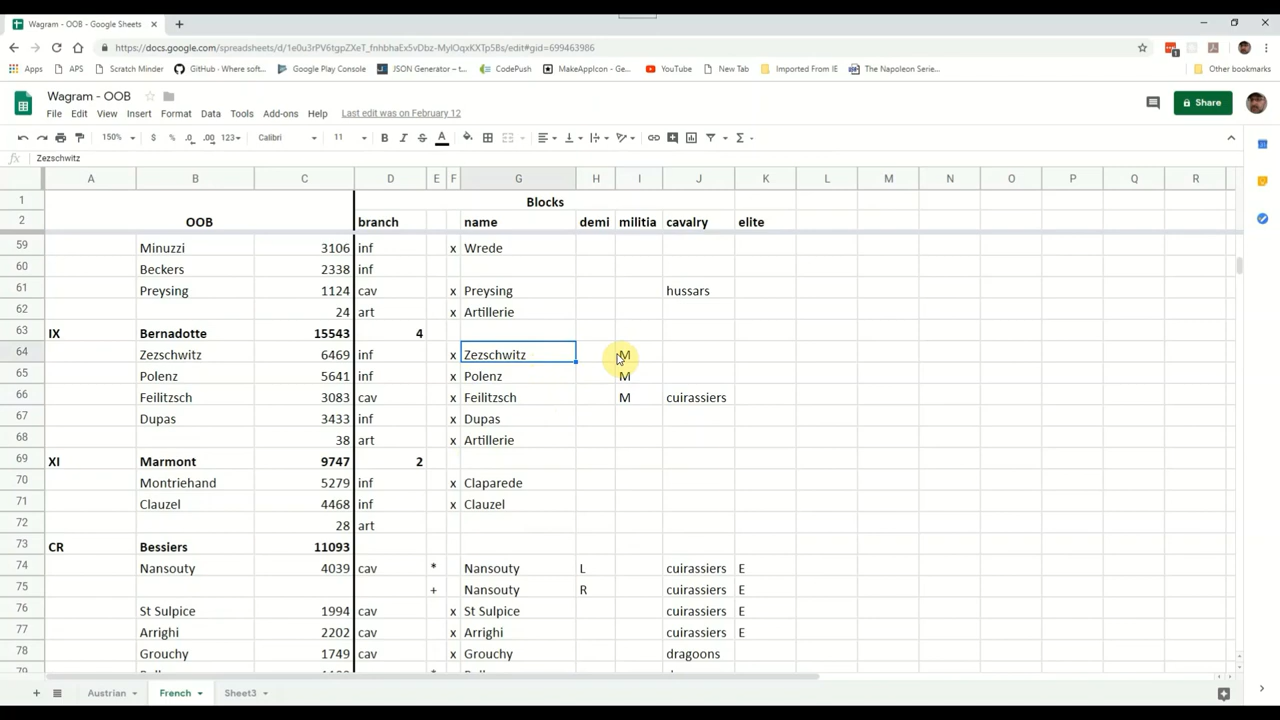 Wagram - OOB - Google Sheets
https://docs.google.com/spreadsheets/d/1e0u3rPV6tgpZXeT_fnhbhaEx5vDbz-MylOqxKXTp5Bs/edit#gid=699463986
Apps APS Scratch Minder GitHub - Where soft... Google Play Console JSON Generator – t... CodePush MakeAppIcon - Ge... YouTube New Tab Imported From IE The Napoleon Serie... Other bookmarks
Wagram - OOB
File Edit View Insert Format Data Tools Add-ons Help Last edit was on February 12
Share
150% $ % .0 .00 123 Calibri 11 B I S A
fx Zezschwitz
A B C D E F G H I J K L M N O P Q R
1 Blocks
2 OOB branch name demi militia cavalry elite
59 Minuzzi 3106 inf x Wrede
60 Beckers 2338 inf
61 Preysing 1124 cav x Preysing hussars
62 24 art x Artillerie
63 IX Bernadotte 15543 4
64 Zezschwitz 6469 inf x Zezschwitz M
65 Polenz 5641 inf x Polenz M
66 Feilitzsch 3083 cav x Feilitzsch M cuirassiers
67 Dupas 3433 inf x Dupas
68 38 art x Artillerie
69 XI Marmont 9747 2
70 Montriehand 5279 inf x Claparede
71 Clauzel 4468 inf x Clauzel
72 28 art
73 CR Bessiers 11093
74 Nansouty 4039 cav * Nansouty L cuirassiers E
75 + Nansouty R cuirassiers E
76 St Sulpice 1994 cav x St Sulpice cuirassiers E
77 Arrighi 2202 cav x Arrighi cuirassiers E
78 Grouchy 1749 cav x Grouchy dragoons
Austrian French Sheet3